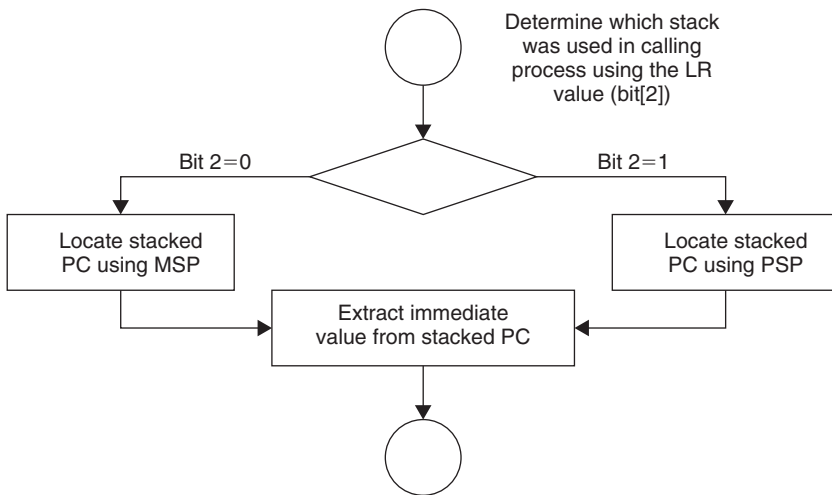 Determine which stack
was used in calling
process using the LR
value (bit[2])
Bit 2=0
Bit 2=1
Locate stacked
PC using MSP
Locate stacked
PC using PSP
Extract immediate
value from stacked PC